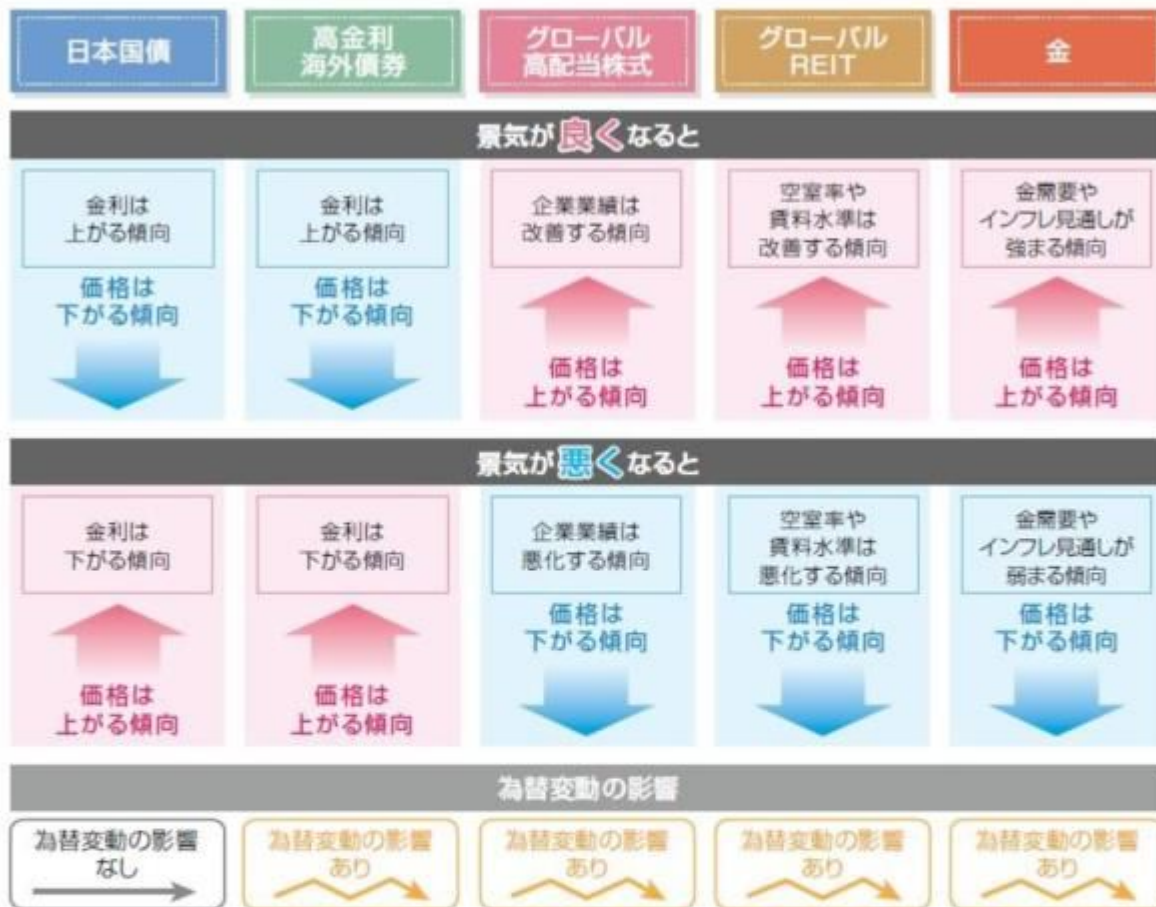 日本国債
高金利
海外債券
グローバル
高配当株式
グローバル
REIT
金
景気が良くなると
金利は
上がる傾向
価格は
下がる傾向
金利は
上がる傾向
価格は
下がる傾向
企業業績は
改善する傾向
価格は
上がる傾向
空室率や
賃料水準は
改善する傾向
価格は
上がる傾向
金需要や
インフレ見通しが
強まる傾向
価格は
上がる傾向
景気が悪くなると
金利は
下がる傾向
価格は
上がる傾向
金利は
下がる傾向
価格は
上がる傾向
企業業績は
悪化する傾向
価格は
下がる傾向
空室率や
賃料水準は
悪化する傾向
価格は
下がる傾向
金需要や
インフレ見通しが
弱まる傾向
価格は
下がる傾向
為替変動の影響
為替変動の影響
なし
為替変動の影響
あり
為替変動の影響
あり
為替変動の影響
あり
為替変動の影響
あり